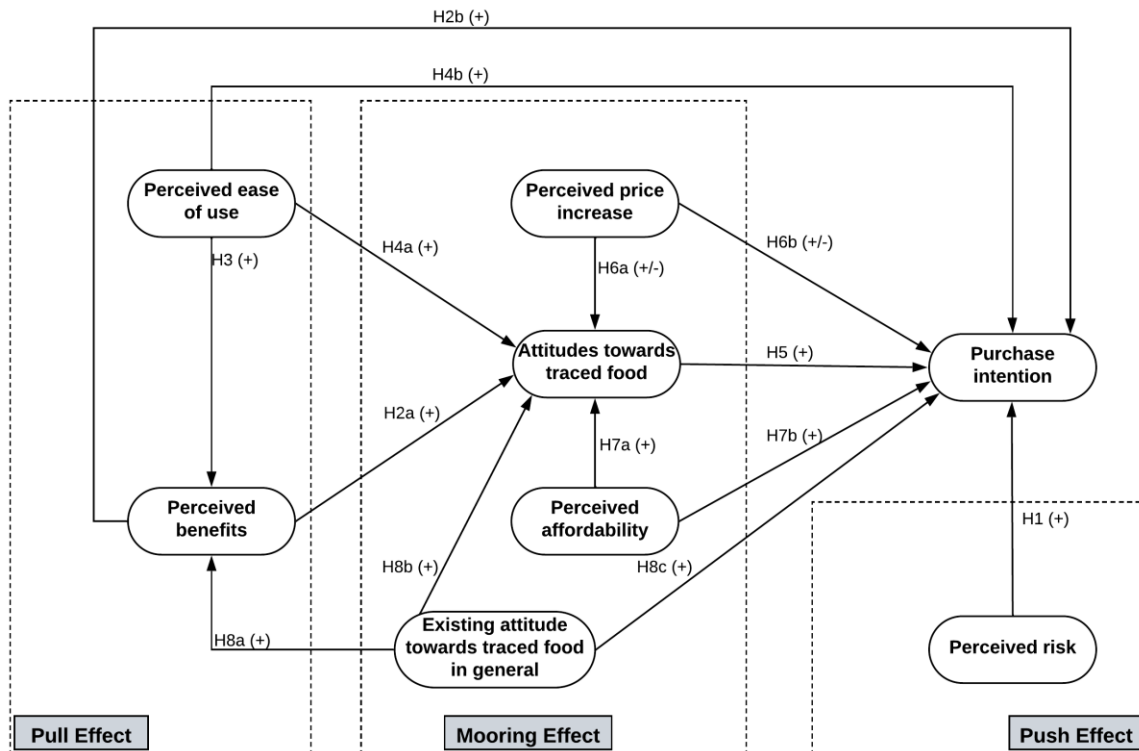 H2b (+)
H4b (+)
Perceived ease
of use
Perceived price
increase
H4a (+)
H6b (+/-)
H3 (+)
H6a (+/-)
Attitudes towards
traced food
H5 (+)
Purchase
intention
H2a (+)
H7a (+)
H7b (+)
Perceived
benefits
Perceived
affordability
H1 (+)
H8b (+)
H8c (+)
H8a (+)
Existing attitude
towards traced food
in general
Perceived risk
Pull Effect
Mooring Effect
Push Effect